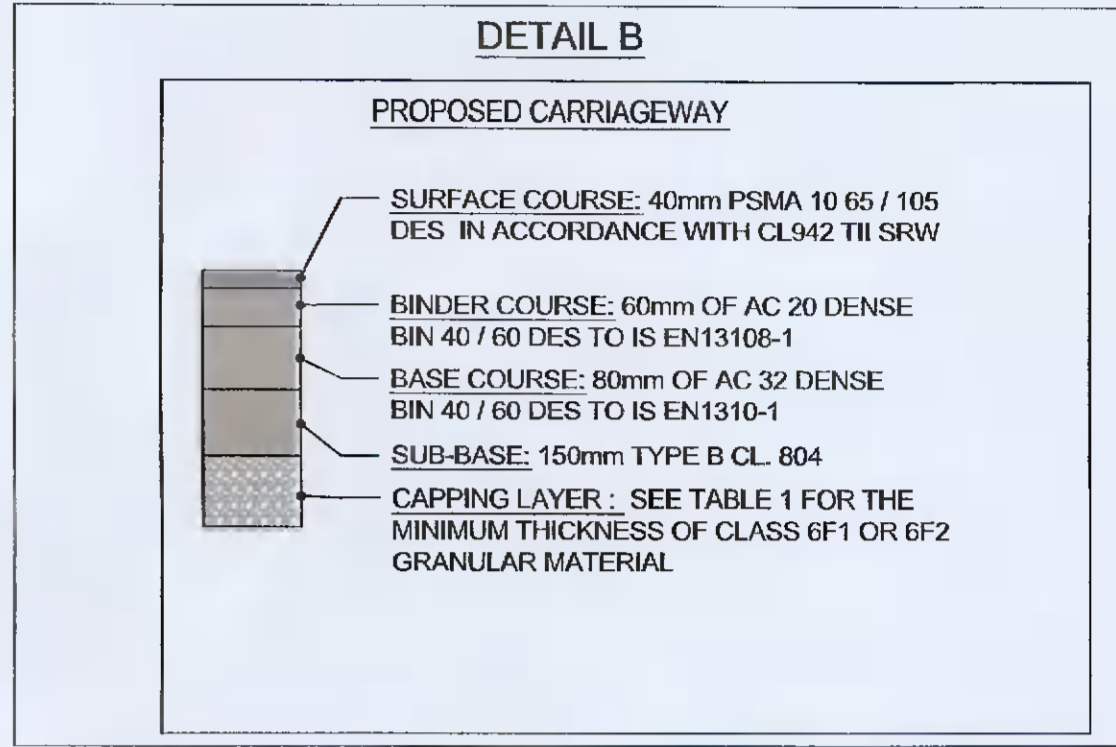 DETAIL B
PROPOSED CARRIAGEWAY
SURFACE COURSE: 40mm PSMA 10 65 / 105
DES IN ACCORDANCE WITH CL942 TII SRW
BINDER COURSE: 60mm OF AC 20 DENSE
BIN 40 / 60 DES TO IS EN13108-1
BASE COURSE: 80mm OF AC 32 DENSE
BIN 40 / 60 DES TO IS EN1310-1
SUB-BASE: 150mm TYPE B CL. 804
CAPPING LAYER : SEE TABLE 1 FOR THE
MINIMUM THICKNESS OF CLASS 6F1 OR 6F2
GRANULAR MATERIAL